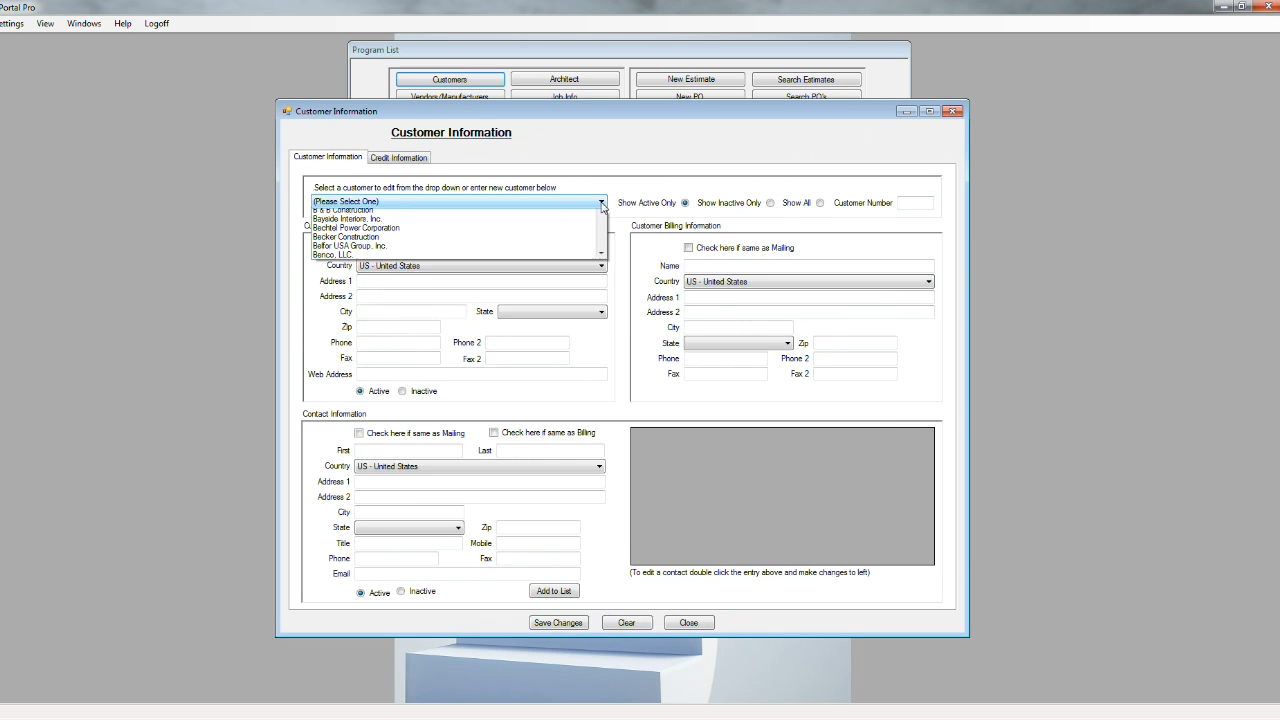 Portal Pro
ettings View Windows Help Logoff
Program List
Customers Architect New Estimate Search Estimates
Vendors/Manufacturers Job Info New PO Search PO's
Customer Information
Customer Information
Customer Information Credit Information
.Select a customer to edit from the drop down or enter new customer below
(Please Select One) Show Active Only Show Inactive Only Show All Customer Number
B & B Construction
Bayside Interiors, Inc.
Bechtel Power Corporation
Becker Construction
Belfor USA Group, Inc.
Benco, LLC.
Country US - United States
Address 1
Address 2
City State
Zip
Phone Phone 2
Fax Fax 2
Web Address
Active Inactive
Customer Billing Information
Check here if same as Mailing
Name
Country US - United States
Address 1
Address 2
City
State Zip
Phone Phone 2
Fax Fax 2
Contact Information
Check here if same as Mailing Check here if same as Billing
First Last
Country US - United States
Address 1
Address 2
City
State Zip
Title Mobile
Phone Fax
Email
Active Inactive Add to List
(To edit a contact double click the entry above and make changes to left)
Save Changes Clear Close